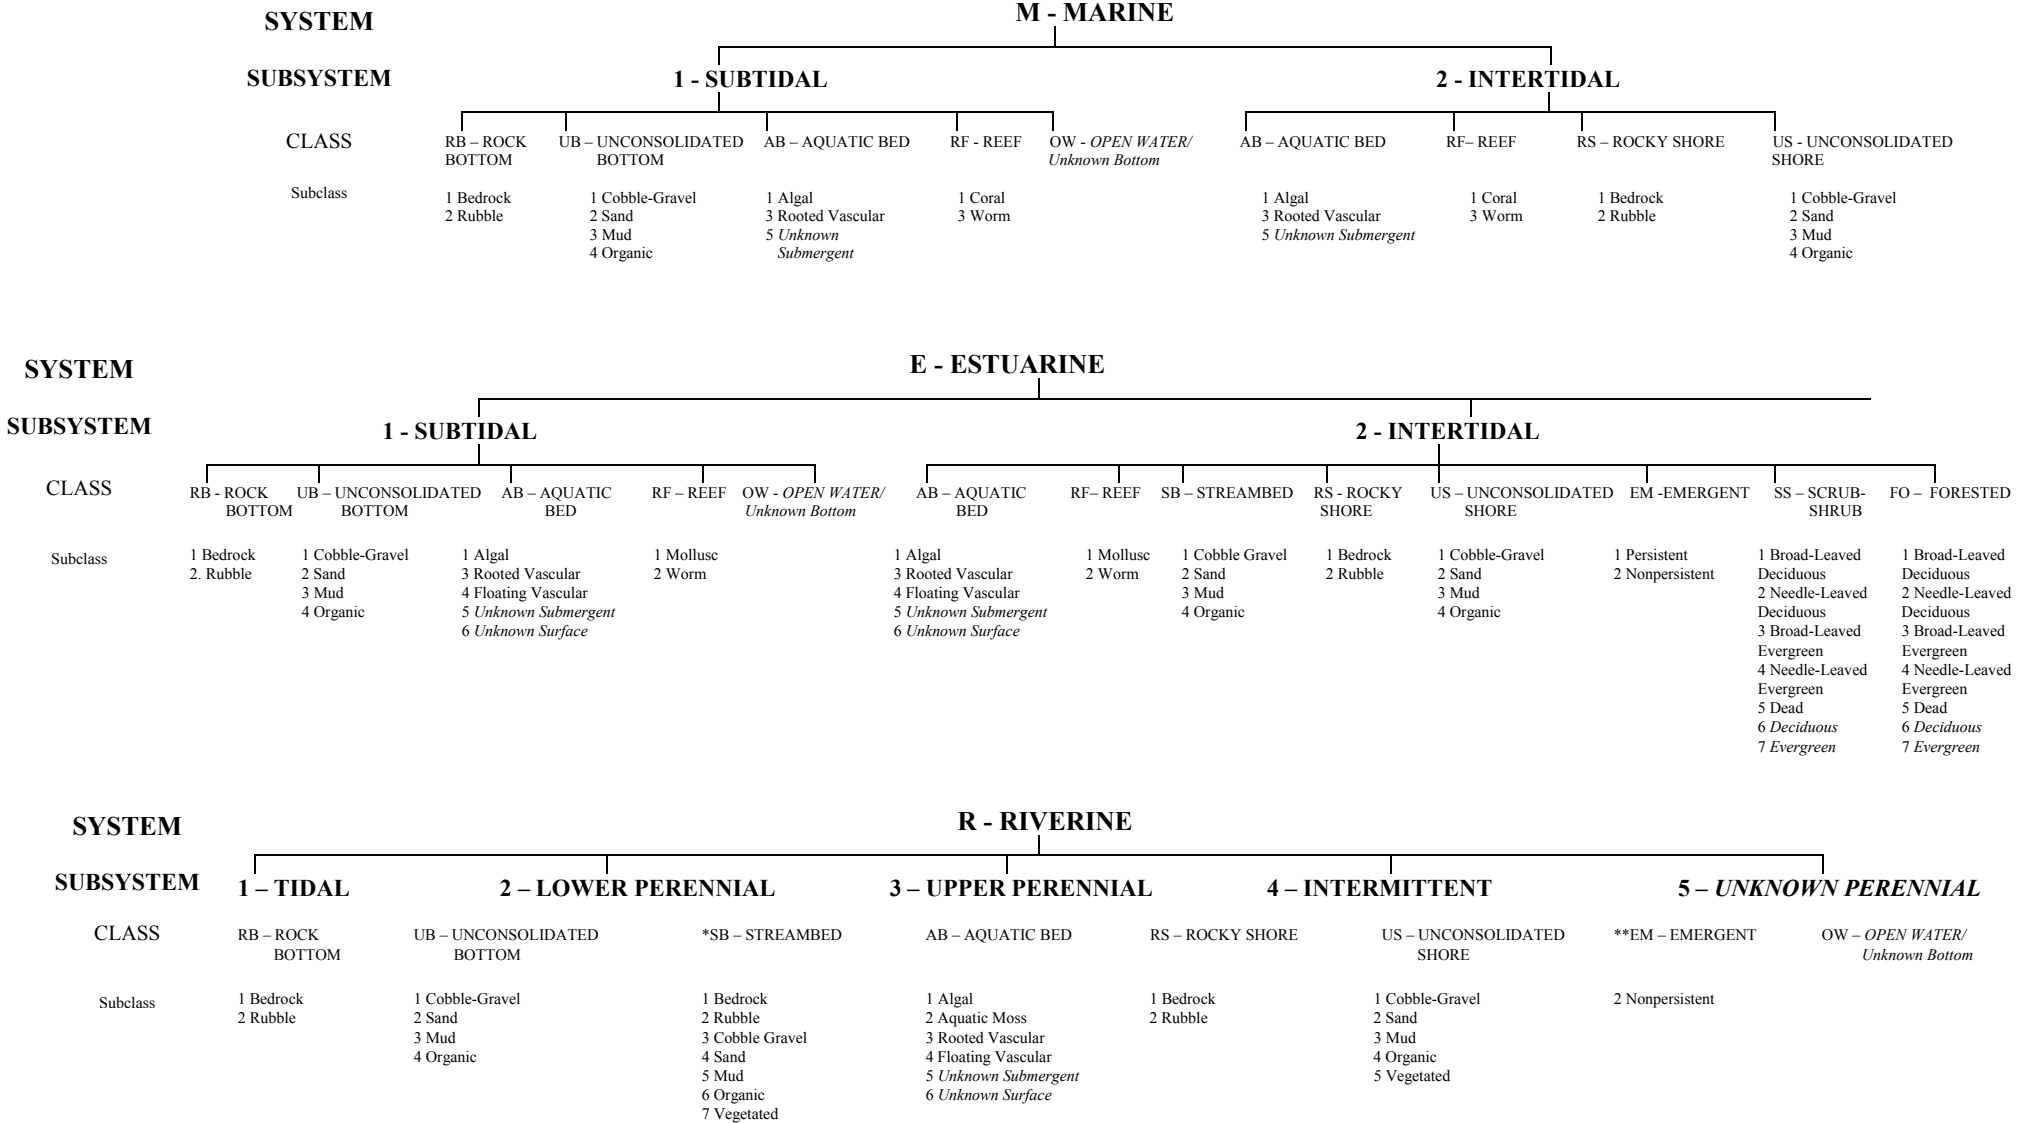 SYSTEM
M - MARINE
SUBSYSTEM
1 - SUBTIDAL
2 - INTERTIDAL
CLASS
RB – ROCK
BOTTOM
UB – UNCONSOLIDATED
BOTTOM
AB – AQUATIC BED
RF - REEF
OW - OPEN WATER/
Unknown Bottom
AB – AQUATIC BED
RF– REEF
RS – ROCKY SHORE
US - UNCONSOLIDATED
SHORE
Subclass
1 Bedrock
2 Rubble
1 Cobble-Gravel
2 Sand
3 Mud
4 Organic
1 Algal
3 Rooted Vascular
5 Unknown
Submergent
1 Coral
3 Worm
1 Algal
3 Rooted Vascular
5 Unknown Submergent
1 Coral
3 Worm
1 Bedrock
2 Rubble
1 Cobble-Gravel
2 Sand
3 Mud
4 Organic
SYSTEM
E - ESTUARINE
SUBSYSTEM
1 - SUBTIDAL
2 - INTERTIDAL
CLASS
RB - ROCK
BOTTOM
UB – UNCONSOLIDATED
BOTTOM
AB – AQUATIC
BED
RF – REEF
OW - OPEN WATER/
Unknown Bottom
AB – AQUATIC
BED
RF– REEF
SB – STREAMBED
RS - ROCKY
SHORE
US – UNCONSOLIDATED
SHORE
EM -EMERGENT
SS – SCRUB-
SHRUB
FO – FORESTED
Subclass
1 Bedrock
2. Rubble
1 Cobble-Gravel
2 Sand
3 Mud
4 Organic
1 Algal
3 Rooted Vascular
4 Floating Vascular
5 Unknown Submergent
6 Unknown Surface
1 Mollusc
2 Worm
1 Algal
3 Rooted Vascular
4 Floating Vascular
5 Unknown Submergent
6 Unknown Surface
1 Mollusc
2 Worm
1 Cobble Gravel
2 Sand
3 Mud
4 Organic
1 Bedrock
2 Rubble
1 Cobble-Gravel
2 Sand
3 Mud
4 Organic
1 Persistent
2 Nonpersistent
1 Broad-Leaved
Deciduous
2 Needle-Leaved
Deciduous
3 Broad-Leaved
Evergreen
4 Needle-Leaved
Evergreen
5 Dead
6 Deciduous
7 Evergreen
1 Broad-Leaved
Deciduous
2 Needle-Leaved
Deciduous
3 Broad-Leaved
Evergreen
4 Needle-Leaved
Evergreen
5 Dead
6 Deciduous
7 Evergreen
SYSTEM
R - RIVERINE
SUBSYSTEM
1 – TIDAL
2 – LOWER PERENNIAL
3 – UPPER PERENNIAL
4 – INTERMITTENT
5 – UNKNOWN PERENNIAL
CLASS
RB – ROCK
BOTTOM
UB – UNCONSOLIDATED
BOTTOM
*SB – STREAMBED
AB – AQUATIC BED
RS – ROCKY SHORE
US – UNCONSOLIDATED
SHORE
**EM – EMERGENT
OW – OPEN WATER/
Unknown Bottom
Subclass
1 Bedrock
2 Rubble
1 Cobble-Gravel
2 Sand
3 Mud
4 Organic
1 Bedrock
2 Rubble
3 Cobble Gravel
4 Sand
5 Mud
6 Organic
7 Vegetated
1 Algal
2 Aquatic Moss
3 Rooted Vascular
4 Floating Vascular
5 Unknown Submergent
6 Unknown Surface
1 Bedrock
2 Rubble
1 Cobble-Gravel
2 Sand
3 Mud
4 Organic
5 Vegetated
2 Nonpersistent